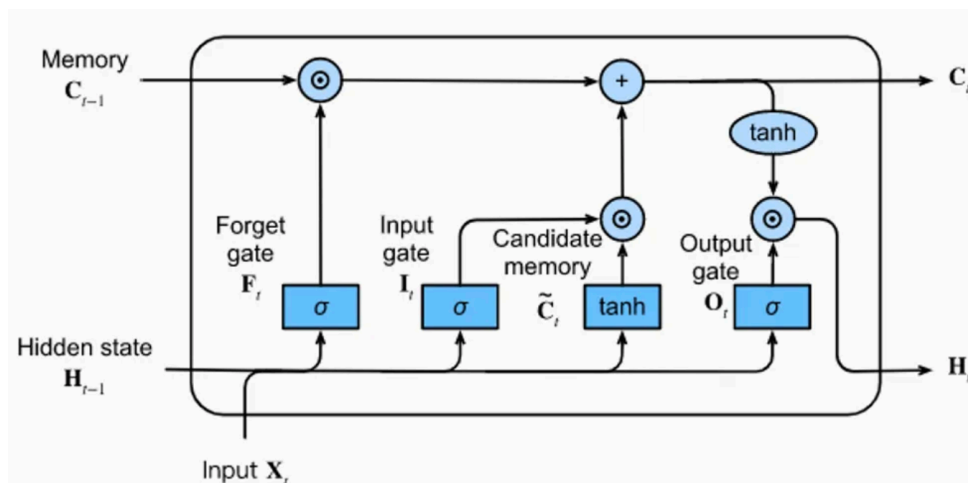 Memory
C_{t-1}
⊙
+
C_t
tanh
Forget
gate
F_t
Input
gate
I_t
Candidate
memory
C̃_t
⊙
Output
gate
O_t
⊙
σ
σ
tanh
σ
Hidden state
H_{t-1}
H_t
Input X_t